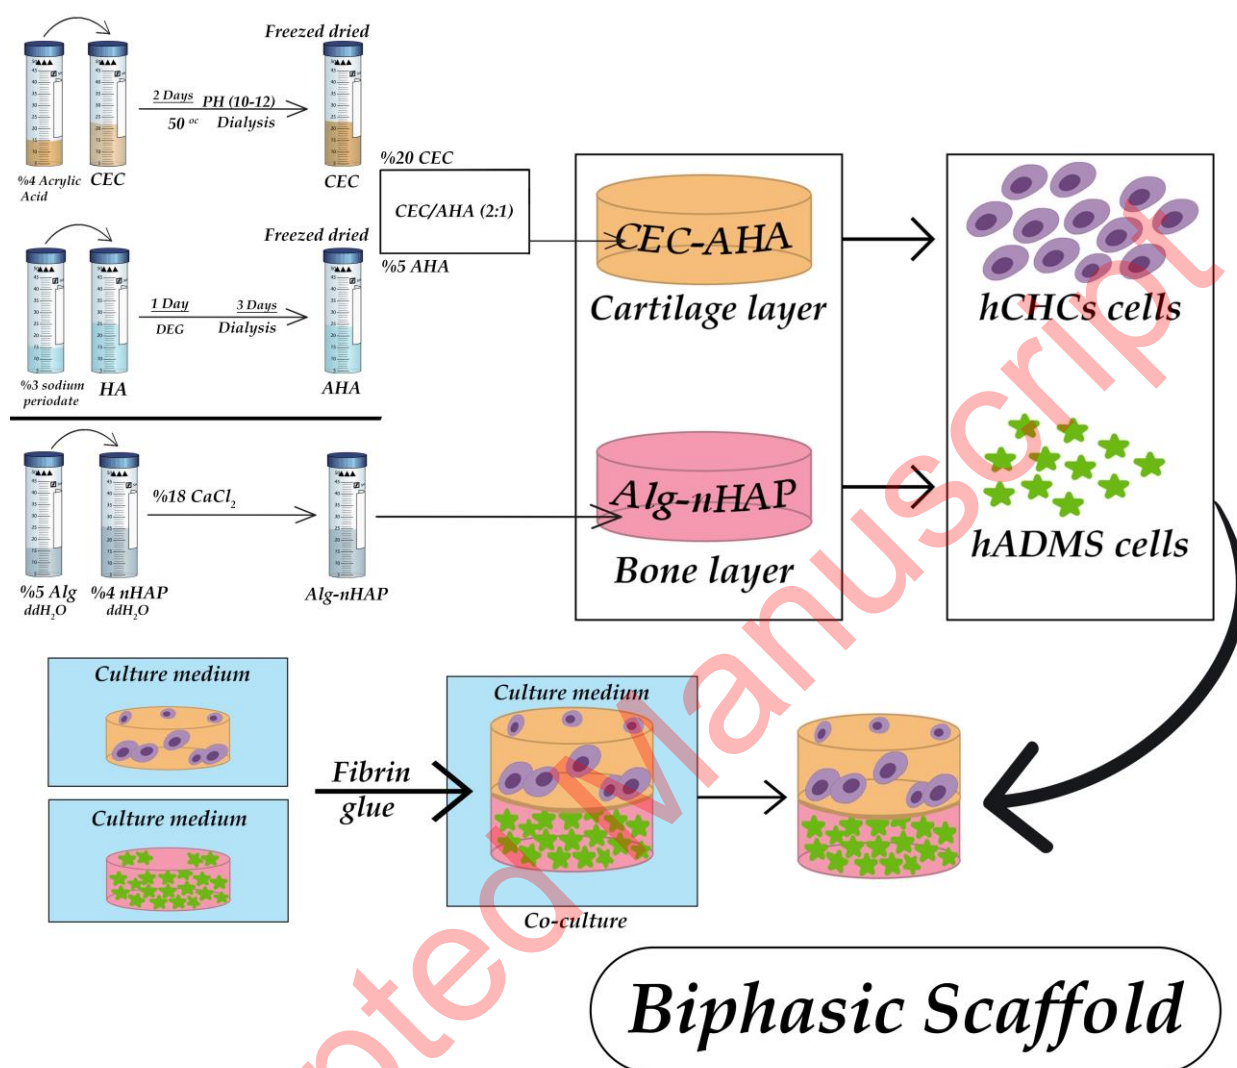 Freezed dried
2 Days PH (10-12)
50 oc Dialysis
%4 Acrylic
Acid
CEC
CEC
%20 CEC
CEC/AHA (2:1)
%5 AHA
Freezed dried
1 Day 3 Days
DEG Dialysis
%3 sodium
periodate
HA
AHA
%18 CaCl₂
%5 Alg
ddH₂O
%4 nHAP
ddH₂O
Alg-nHAP
CEC-AHA
Cartilage layer
Alg-nHAP
Bone layer
hCHCs cells
hADMS cells
Culture medium
Culture medium
Fibrin
glue
Culture medium
Co-culture
Biphasic Scaffold
pted Manuscript